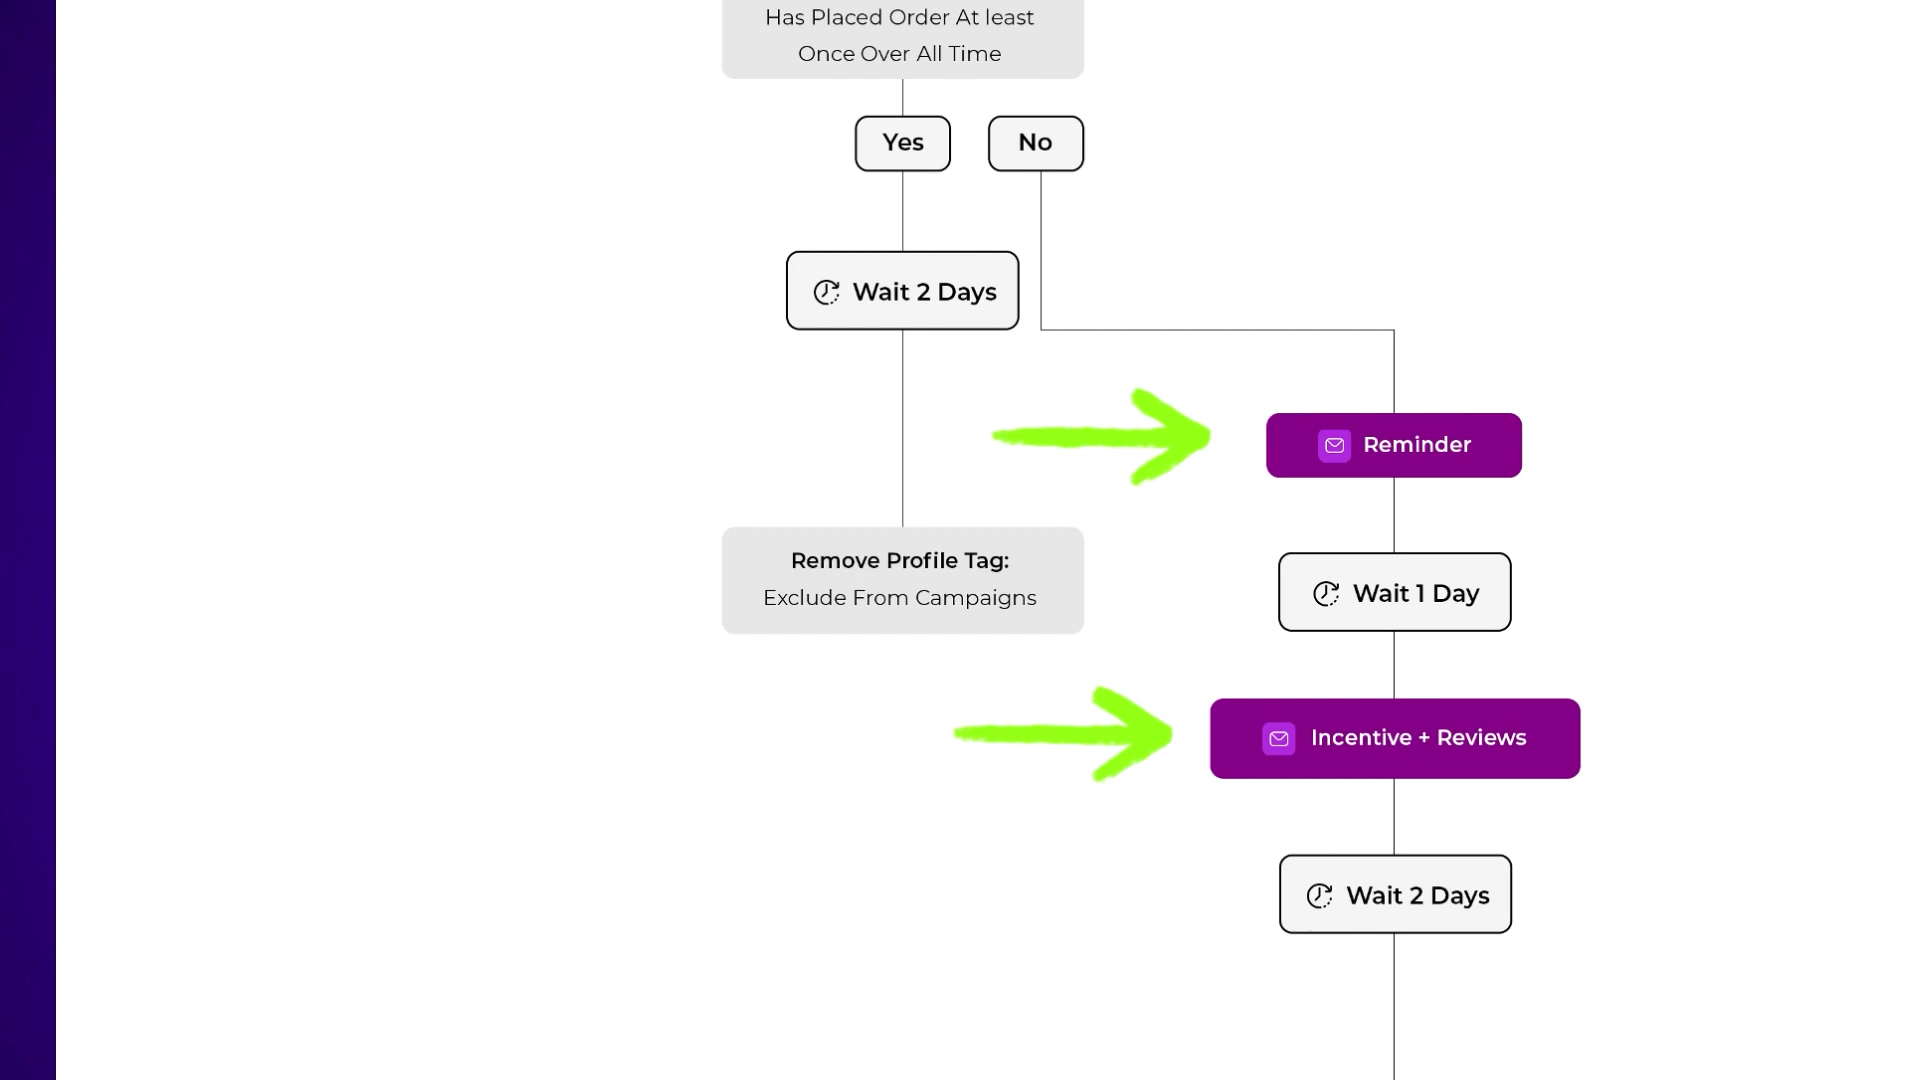 Has Placed Order At least
Once Over All Time
Yes
No
Wait 2 Days
Reminder
Remove Profile Tag:
Exclude From Campaigns
Wait 1 Day
Incentive + Reviews
Wait 2 Days